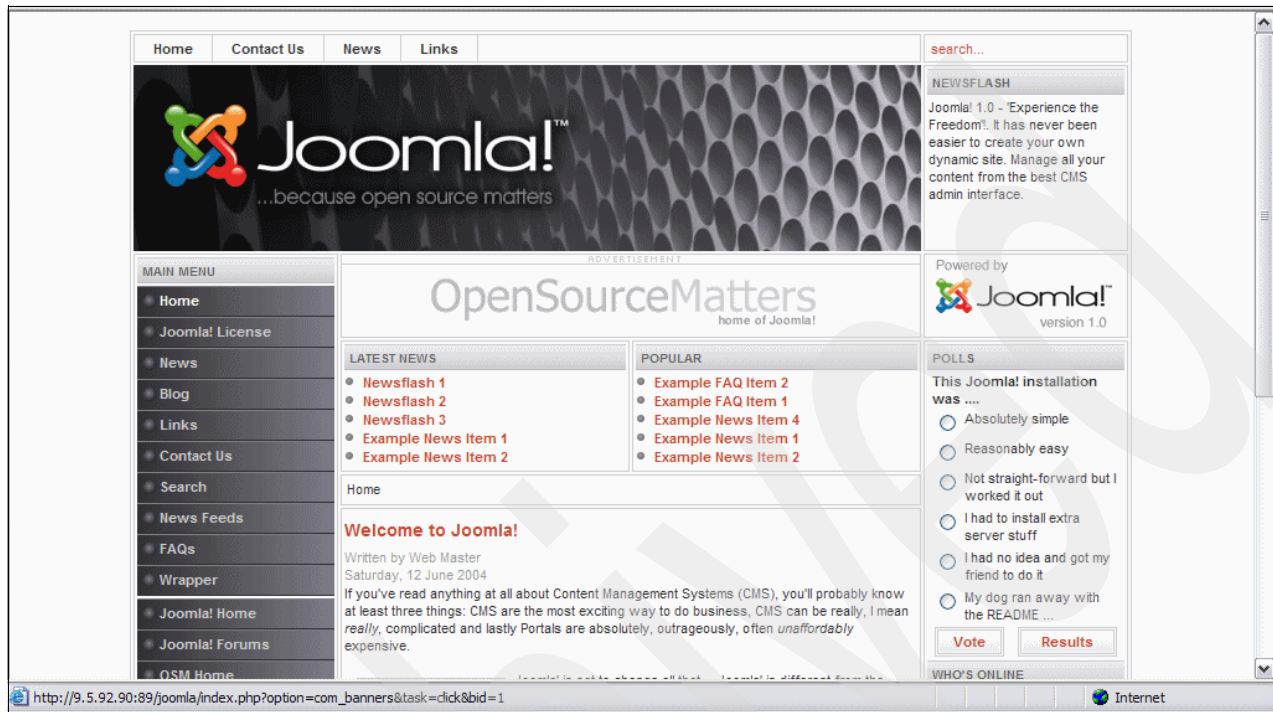 Home Contact Us News Links
search...
Joomla!™
...because open source matters
NEWSFLASH
Joomla! 1.0 - 'Experience the
Freedom'!. It has never been
easier to create your own
dynamic site. Manage all your
content from the best CMS
admin interface.
MAIN MENU
Home
Joomla! License
News
Blog
Links
Contact Us
Search
News Feeds
FAQs
Wrapper
Joomla! Home
Joomla! Forums
OSM Home
ADVERTISEMENT
OpenSourceMatters
home of Joomla!
Powered by
Joomla!™
version 1.0
LATEST NEWS
Newsflash 1
Newsflash 2
Newsflash 3
Example News Item 1
Example News Item 2
POPULAR
Example FAQ Item 2
Example FAQ Item 1
Example News Item 4
Example News Item 1
Example News Item 2
Home
Welcome to Joomla!
Written by Web Master
Saturday, 12 June 2004
If you've read anything at all about Content Management Systems (CMS), you'll probably know
at least three things: CMS are the most exciting way to do business, CMS can be really, I mean
really, complicated and lastly Portals are absolutely, outrageously, often unaffordably
expensive.
POLLS
This Joomla! installation
was ....
Absolutely simple
Reasonably easy
Not straight-forward but I
worked it out
I had to install extra
server stuff
I had no idea and got my
friend to do it
My dog ran away with
the README ...
Vote Results
WHO'S ONLINE
http://9.5.92.90:89/joomla/index.php?option=com_banners&task=click&bid=1
Internet